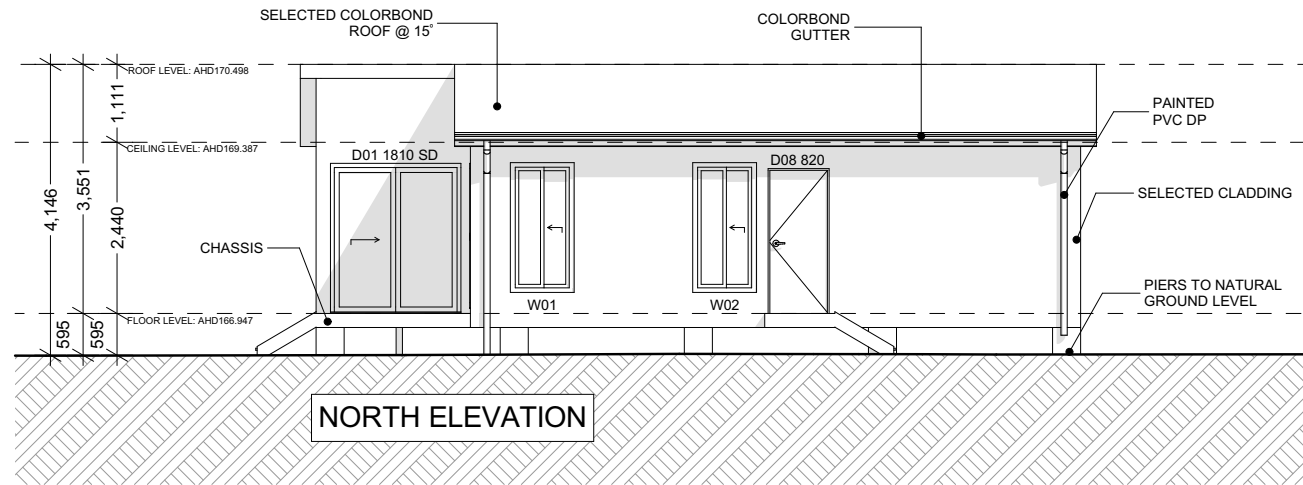 SELECTED COLORBOND
ROOF @ 15°
COLORBOND
GUTTER
ROOF LEVEL: AHD170.498
1,111
PAINTED
PVC DP
CEILING LEVEL: AHD169.387
D01 1810 SD
D08 820
4,146
3,551
2,440
SELECTED CLADDING
CHASSIS
W01
W02
PIERS TO NATURAL
GROUND LEVEL
FLOOR LEVEL: AHD166.947
595
595
NORTH ELEVATION